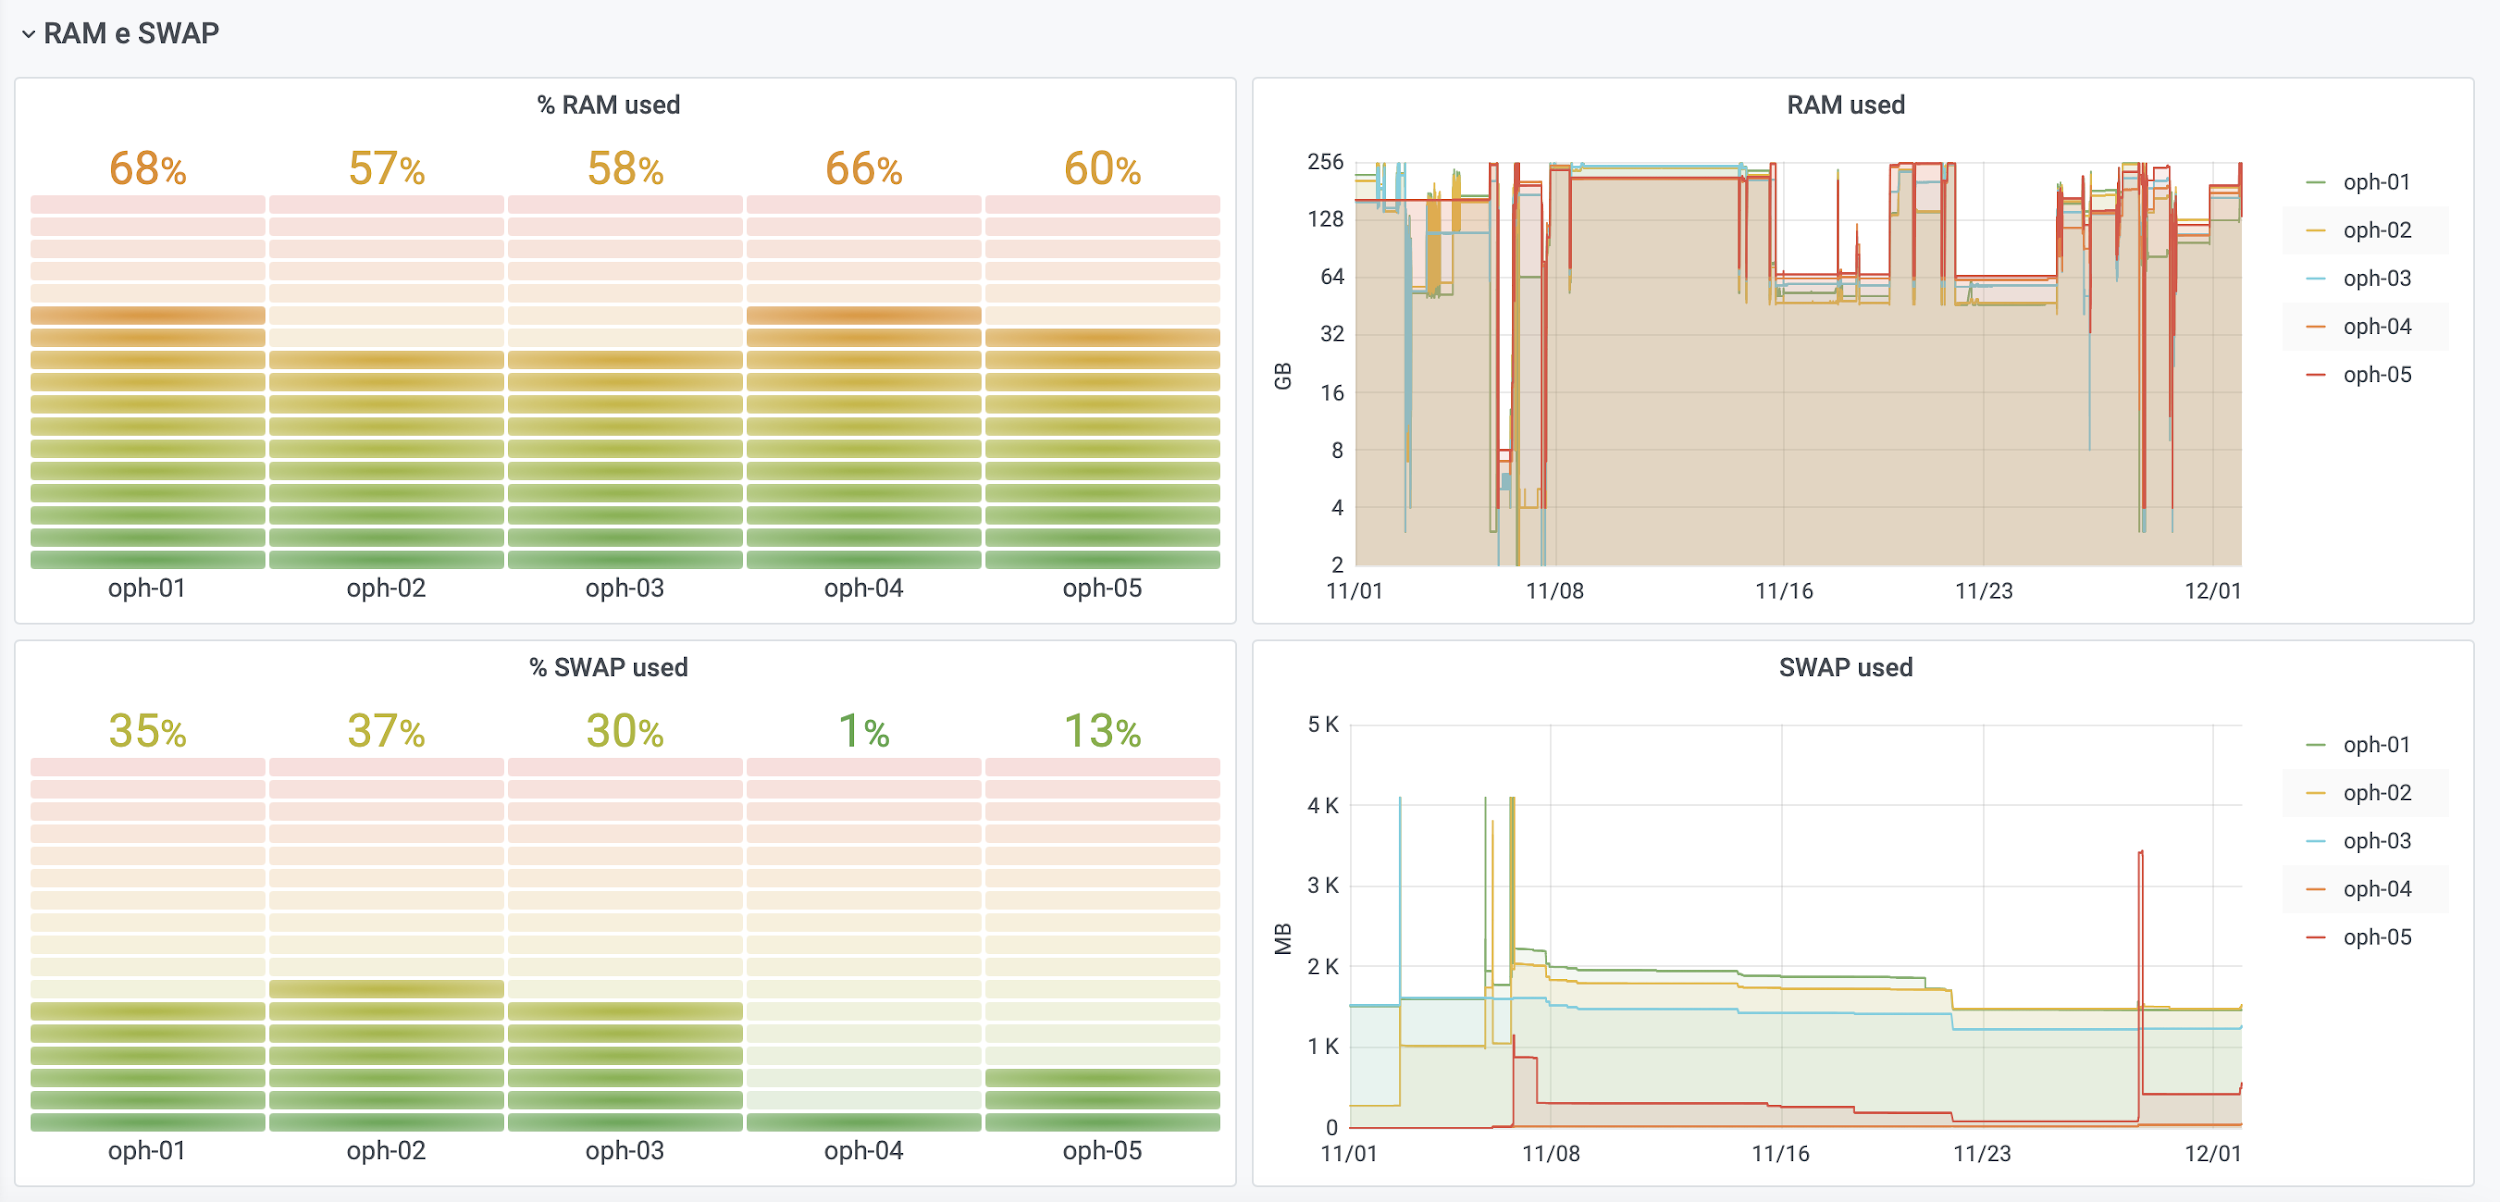 RAM e SWAP
% RAM used
68% 57% 58% 66% 60%
oph-01 oph-02 oph-03 oph-04 oph-05
RAM used
256
128
64
32
16
8
4
2
GB
11/01 11/08 11/16 11/23 12/01
oph-01
oph-02
oph-03
oph-04
oph-05
% SWAP used
35% 37% 30% 1% 13%
oph-01 oph-02 oph-03 oph-04 oph-05
SWAP used
5 K
4 K
3 K
2 K
1 K
0
MB
11/01 11/08 11/16 11/23 12/01
oph-01
oph-02
oph-03
oph-04
oph-05